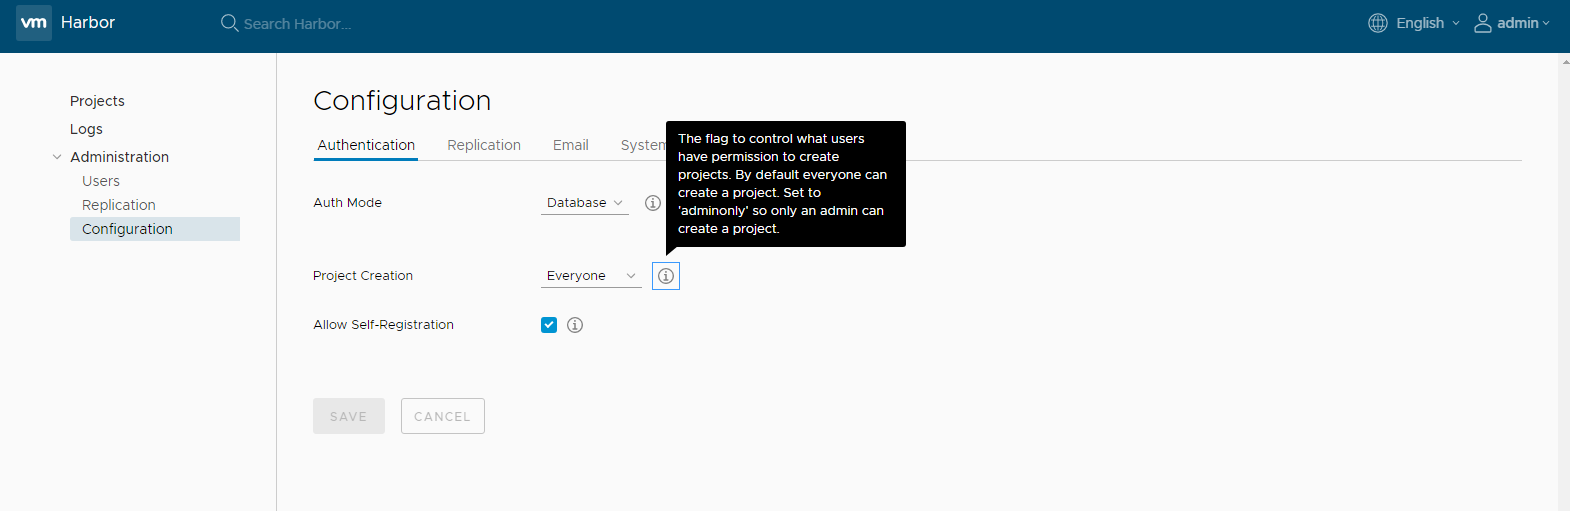 vm Harbor
Search Harbor...
English
admin
Projects
Logs
Administration
Users
Replication
Configuration
Configuration
Authentication
Replication
Email
System
The flag to control what users
have permission to create
projects. By default everyone can
create a project. Set to
'adminonly' so only an admin can
create a project.
Auth Mode
Database
Project Creation
Everyone
Allow Self-Registration
SAVE
CANCEL